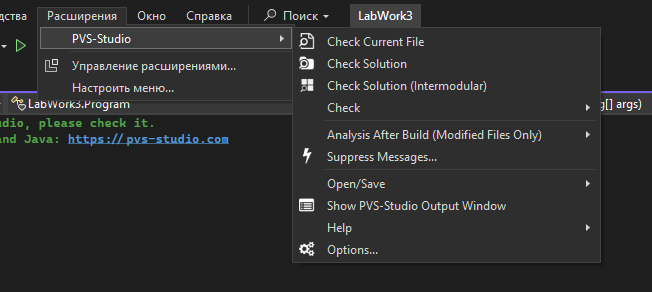 дства Расширения Окно Справка Поиск LabWork3
PVS-Studio
Управление расширениями...
Настроить меню...
Check Current File
Check Solution
Check Solution (Intermodular)
Check
Analysis After Build (Modified Files Only)
Suppress Messages...
Open/Save
Show PVS-Studio Output Window
Help
Options...
LabWork3.Program
g[] args)
udio, please check it.
and Java: https://pvs-studio.com